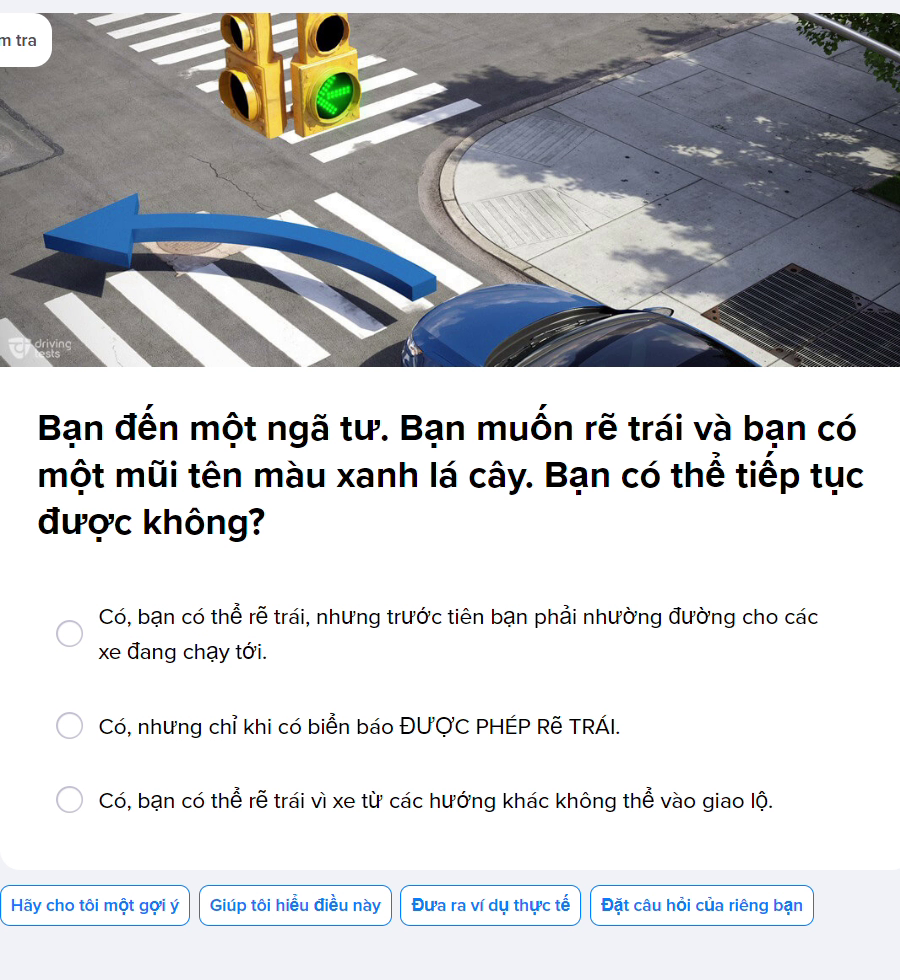 m tra
driving
tests
Bạn đến một ngã tư. Bạn muốn rẽ trái và bạn có
một mũi tên màu xanh lá cây. Bạn có thể tiếp tục
được không?
Có, bạn có thể rẽ trái, nhưng trước tiên bạn phải nhường đường cho các
xe đang chạy tới.
Có, nhưng chỉ khi có biển báo ĐƯỢC PHÉP Rẽ TRÁI.
Có, bạn có thể rẽ trái vì xe từ các hướng khác không thể vào giao lộ.
Hãy cho tôi một gợi ý
Giúp tôi hiểu điều này
Đưa ra ví dụ thực tế
Đặt câu hỏi của riêng bạn